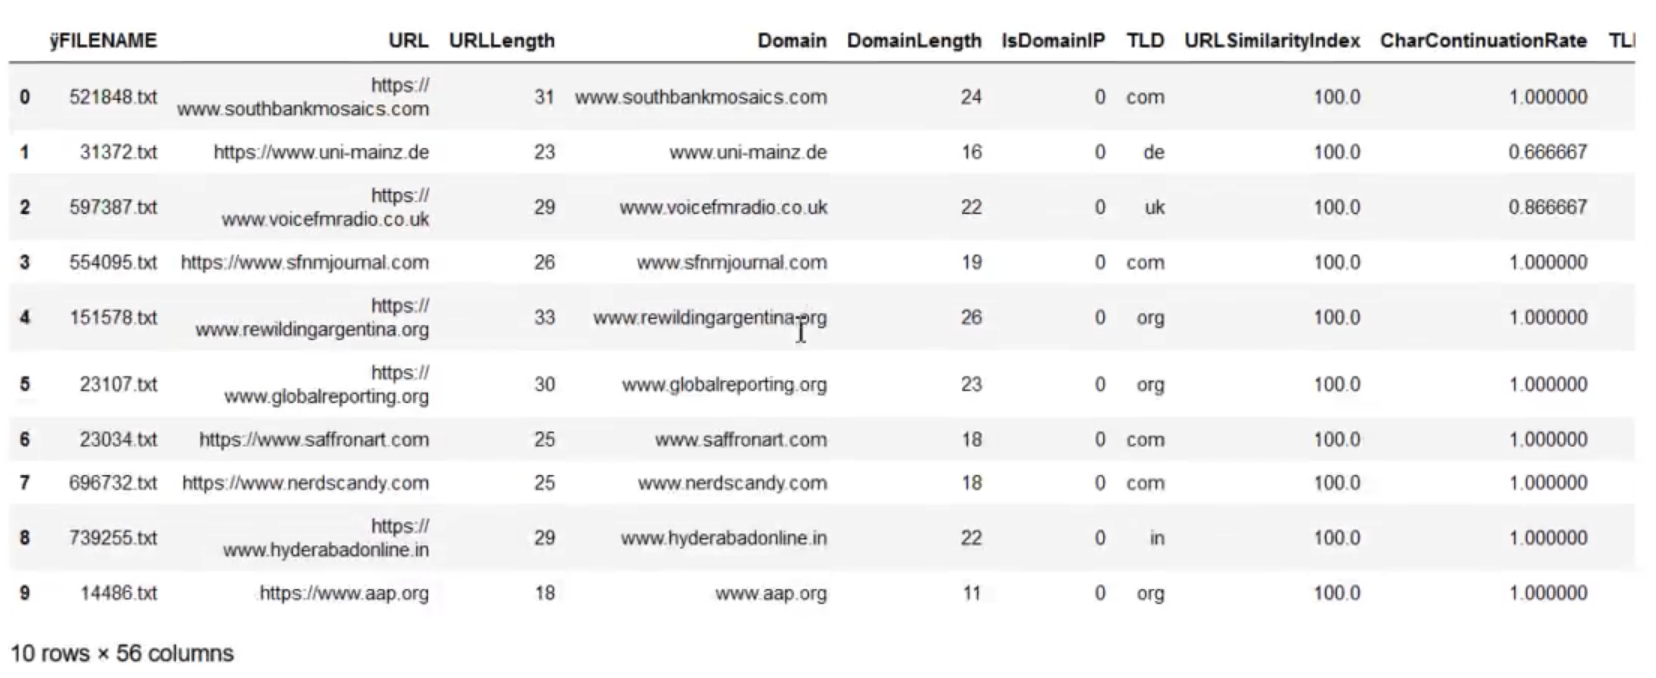 ÿFILENAME URL URLLength Domain DomainLength IsDomainIP TLD URLSimilarityIndex CharContinuationRate
0 521848.txt https://www.southbankmosaics.com 31 www.southbankmosaics.com 24 0 com 100.0 1.000000
1 31372.txt https://www.uni-mainz.de 23 www.uni-mainz.de 16 0 de 100.0 0.666667
2 597387.txt https://www.voicefmradio.co.uk 29 www.voicefmradio.co.uk 22 0 uk 100.0 0.866667
3 554095.txt https://www.sfnmjournal.com 26 www.sfnmjournal.com 19 0 com 100.0 1.000000
4 151578.txt https://www.rewildingargentina.org 33 www.rewildingargentina.org 26 0 org 100.0 1.000000
5 23107.txt https://www.globalreporting.org 30 www.globalreporting.org 23 0 org 100.0 1.000000
6 23034.txt https://www.saffronart.com 25 www.saffronart.com 18 0 com 100.0 1.000000
7 696732.txt https://www.nerdscandy.com 25 www.nerdscandy.com 18 0 com 100.0 1.000000
8 739255.txt https://www.hyderabadonline.in 29 www.hyderabadonline.in 22 0 in 100.0 1.000000
9 14486.txt https://www.aap.org 18 www.aap.org 11 0 org 100.0 1.000000
10 rows × 56 columns